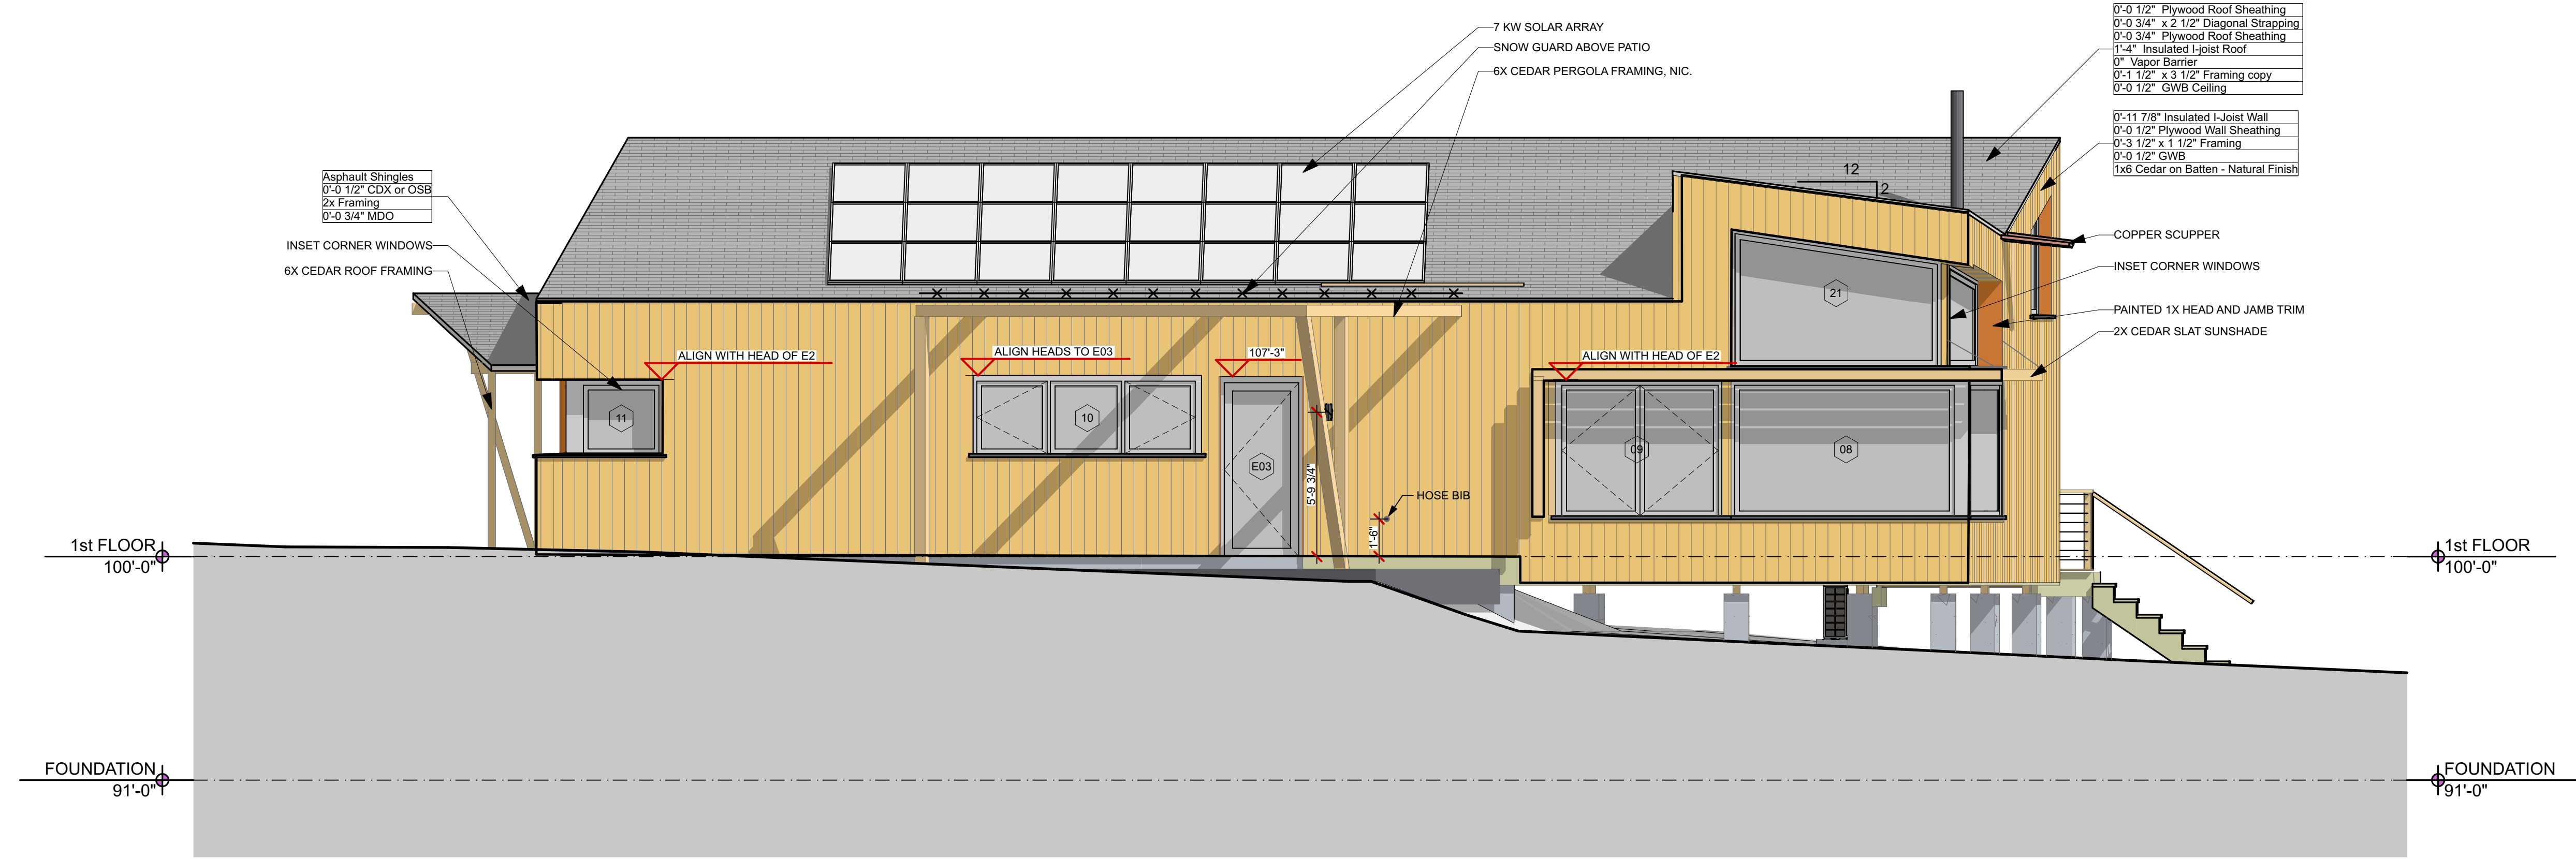 7 KW SOLAR ARRAY
SNOW GUARD ABOVE PATIO
6X CEDAR PERGOLA FRAMING, NIC.
0'-0 1/2"  Plywood Roof Sheathing
0'-0 3/4"  x 2 1/2" Diagonal Strapping
0'-0 3/4"  Plywood Roof Sheathing
1'-4"  Insulated I-joist Roof
0"  Vapor Barrier
0'-1 1/2"  x 3 1/2" Framing copy
0'-0 1/2"  GWB Ceiling
0'-11 7/8" Insulated I-Joist Wall
0'-0 1/2" Plywood Wall Sheathing
0'-3 1/2" x 1 1/2" Framing
0'-0 1/2" GWB
1x6 Cedar on Batten - Natural Finish
Asphault Shingles
0'-0 1/2" CDX or OSB
2x Framing
0'-0 3/4" MDO
INSET CORNER WINDOWS
6X CEDAR ROOF FRAMING
12
2
COPPER SCUPPER
INSET CORNER WINDOWS
PAINTED 1X HEAD AND JAMB TRIM
2X CEDAR SLAT SUNSHADE
21
ALIGN WITH HEAD OF E2
ALIGN HEADS TO E03
107'-3"
ALIGN WITH HEAD OF E2
11
10
E03
09
08
5'-9 3/4"
HOSE BIB
1'-6"
1st FLOOR
100'-0"
1st FLOOR
100'-0"
FOUNDATION
91'-0"
FOUNDATION
91'-0"